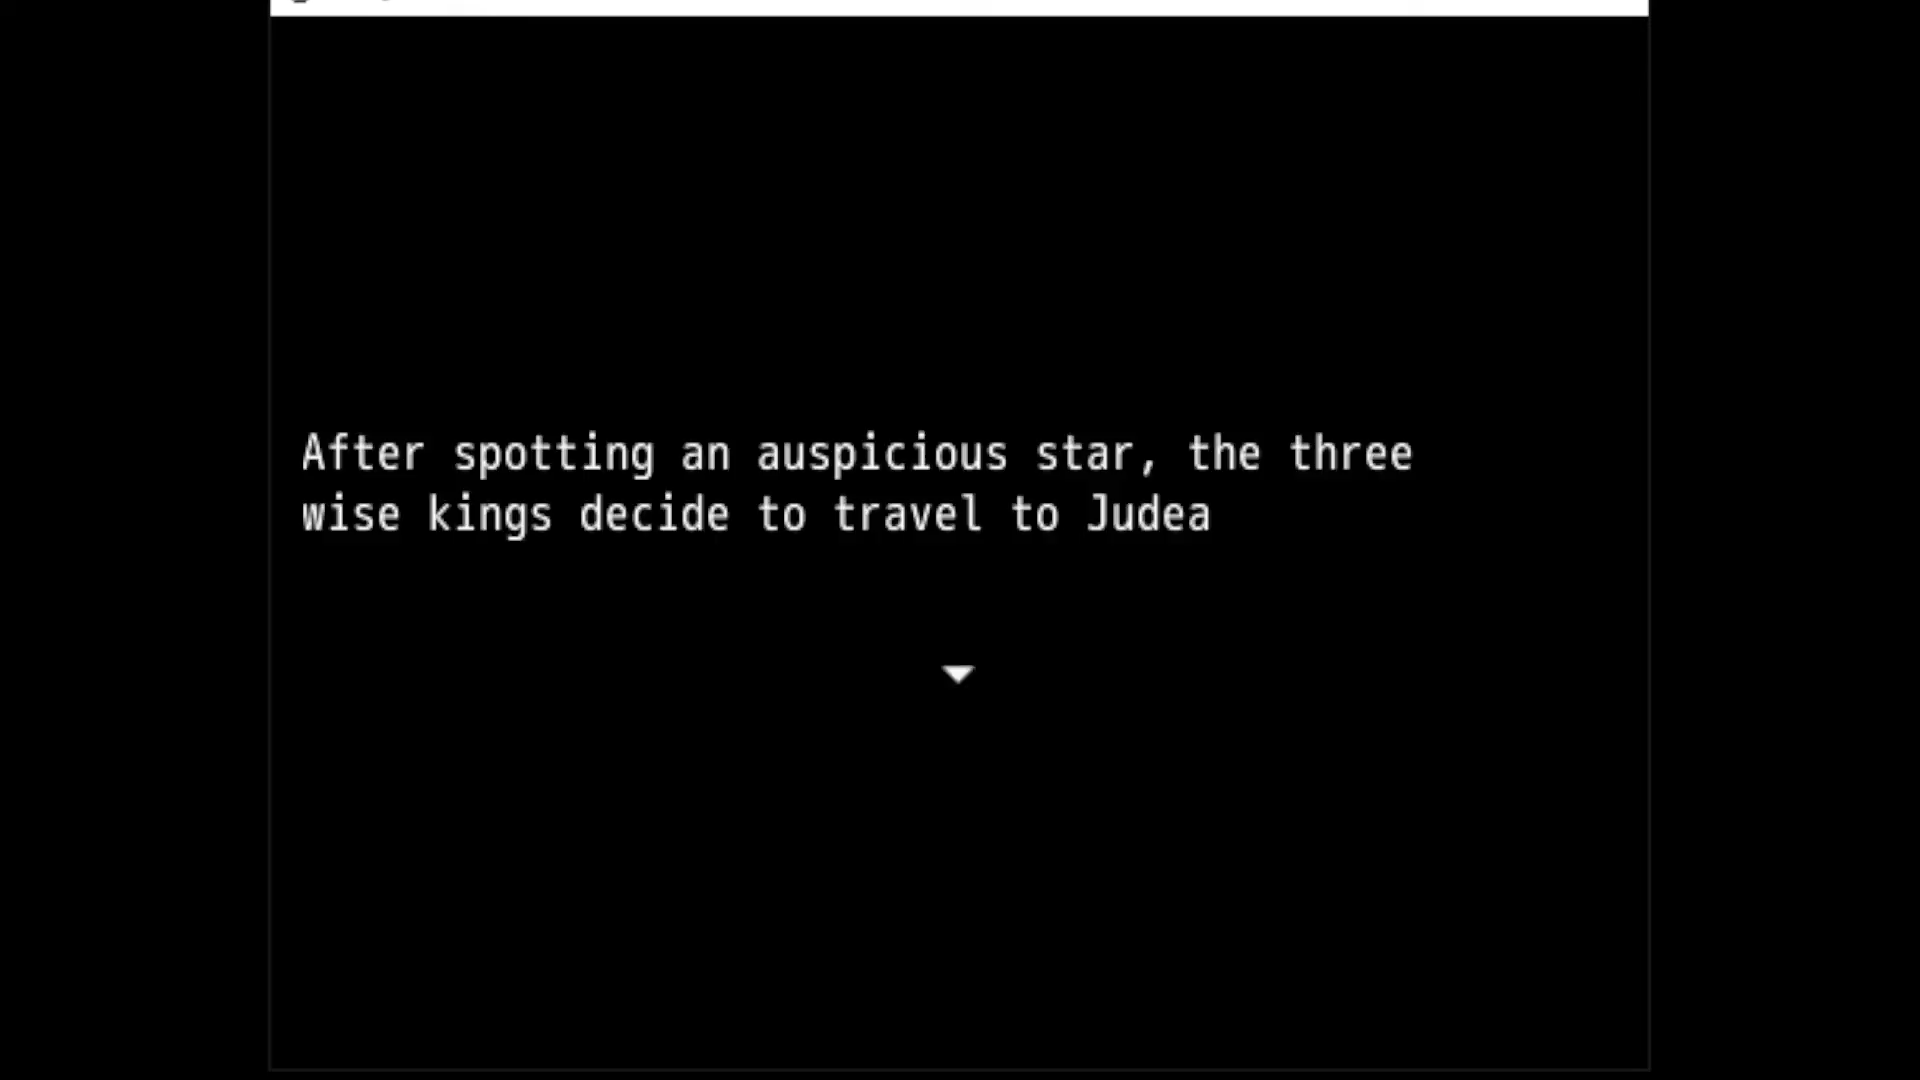 After spotting an auspicious star, the three
wise kings decide to travel to Judea